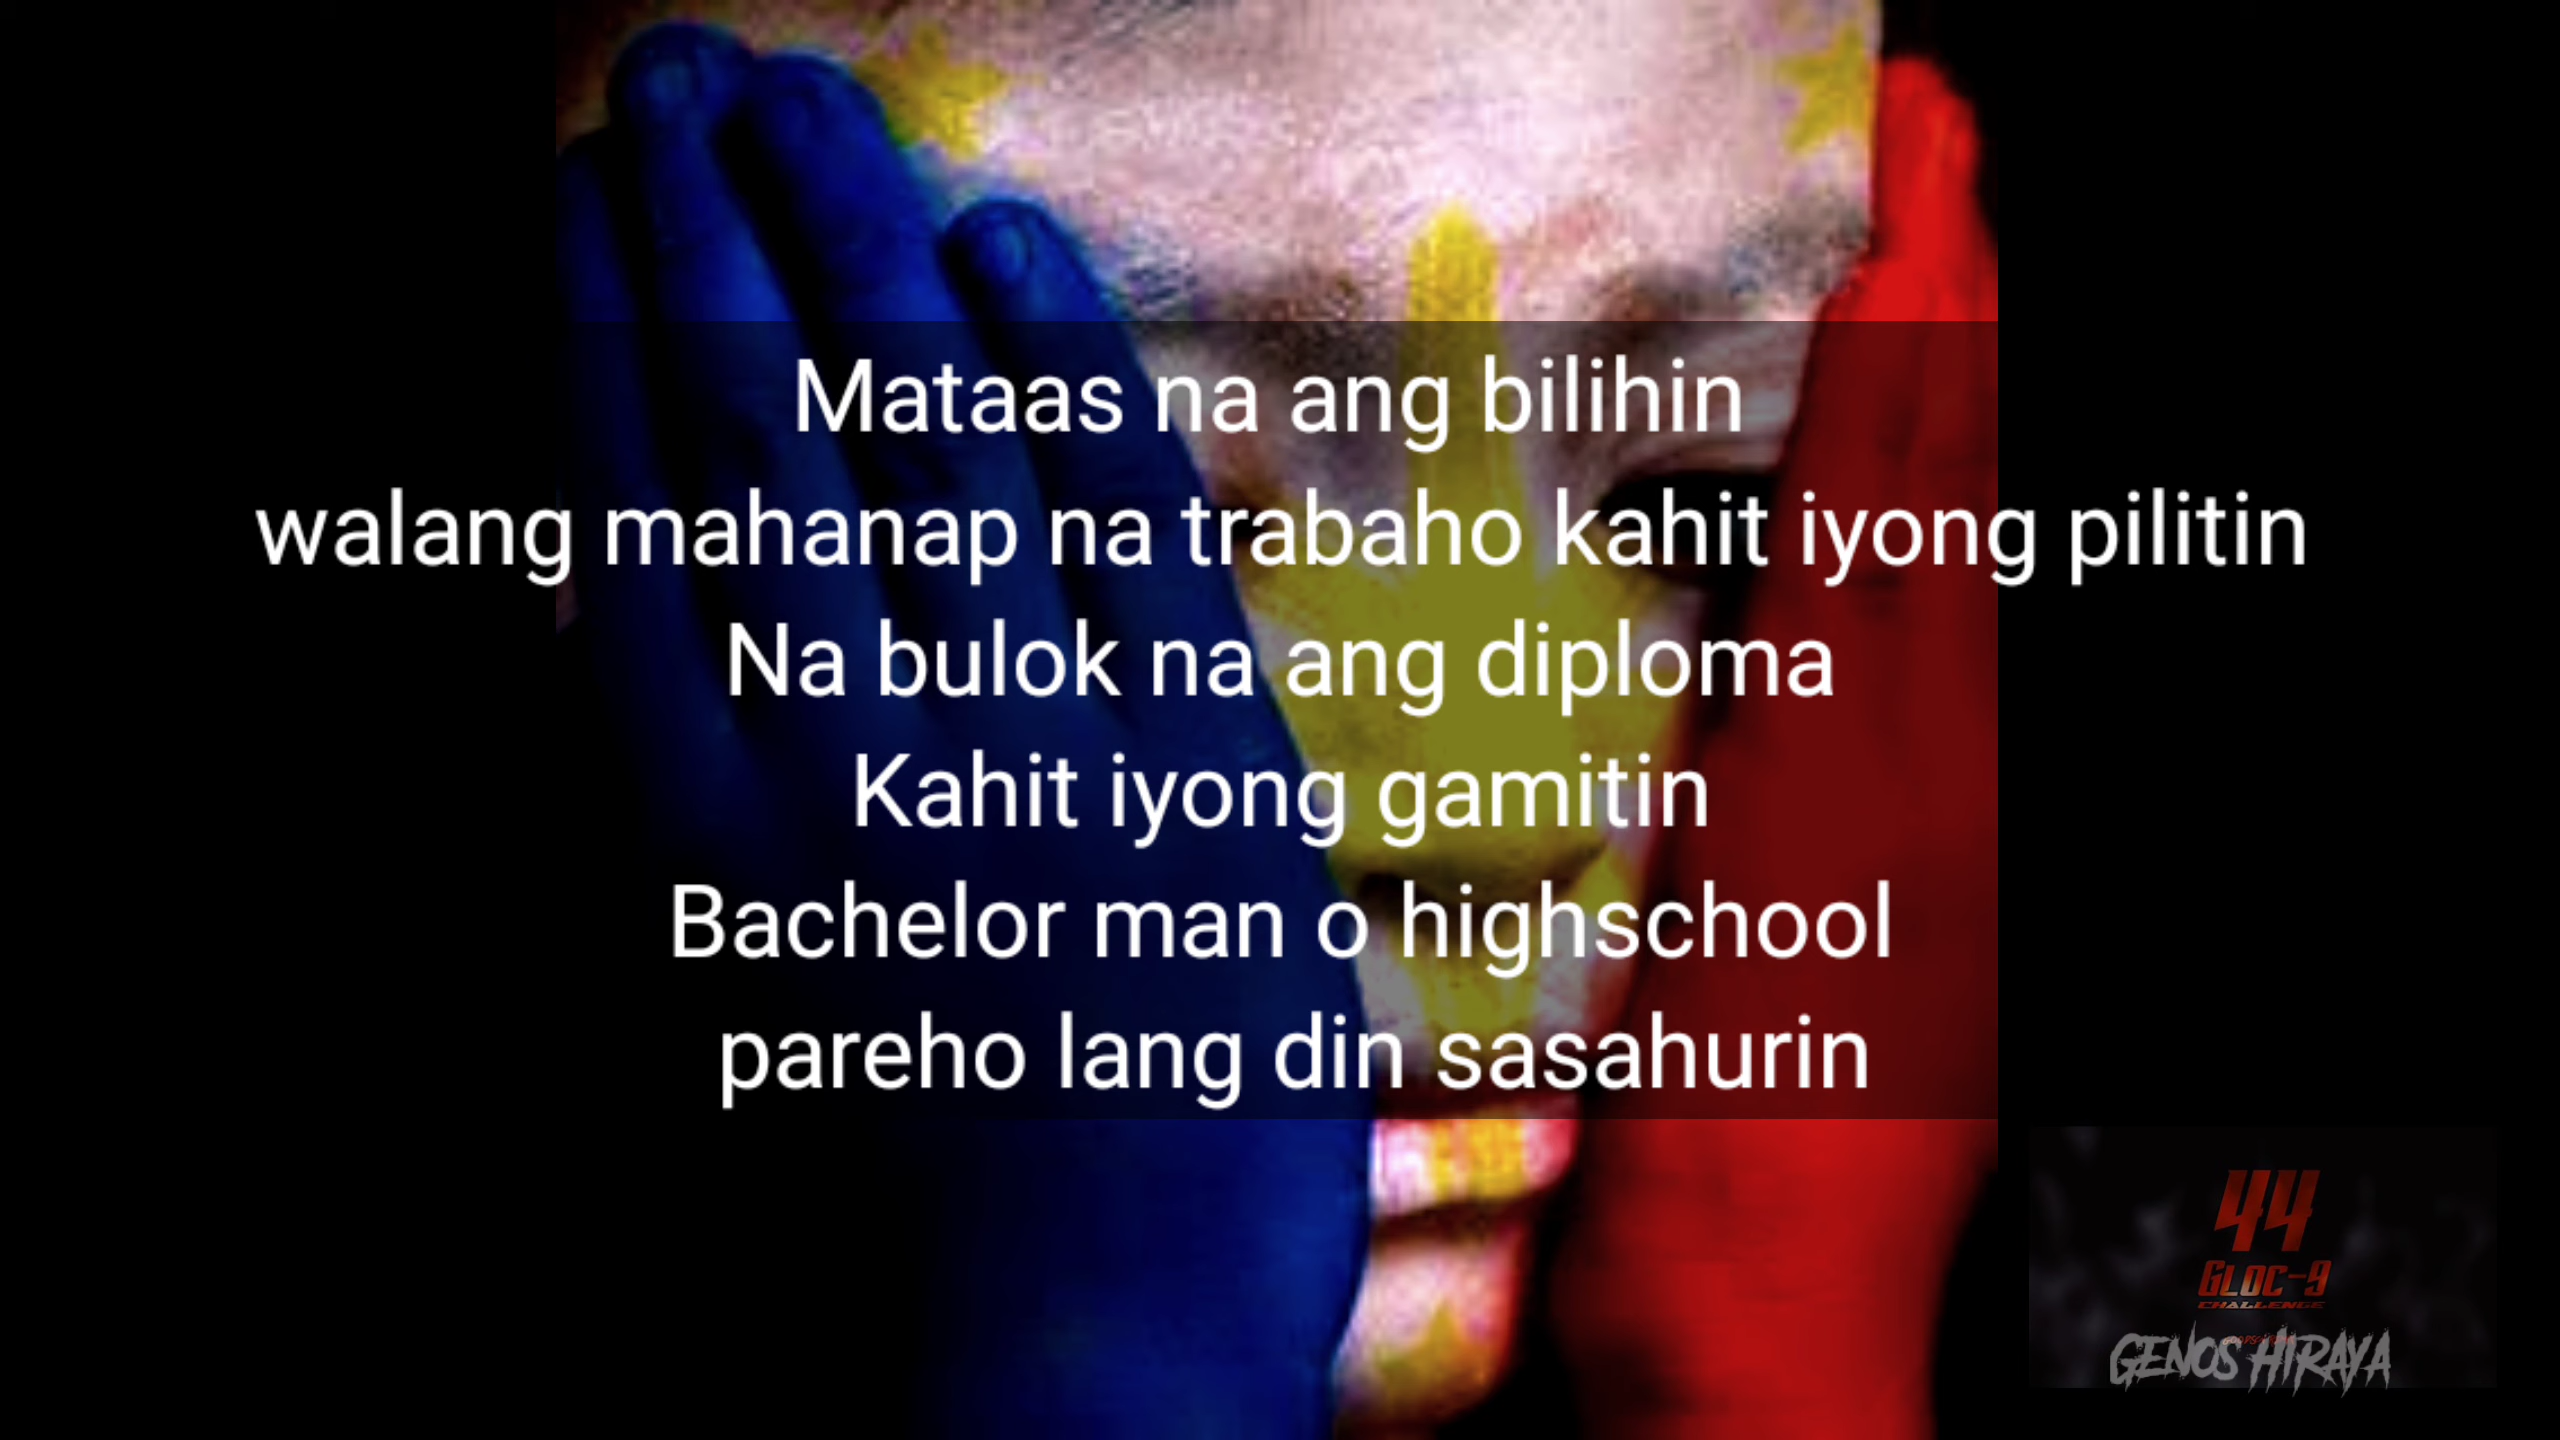 Mataas na ang bilihin
walang mahanap na trabaho kahit iyong pilitin
Na bulok na ang diploma
Kahit iyong gamitin
Bachelor man o highschool
pareho lang din sasahurin
44
GLOC-9
CHALLENGE
GENOS HIRAYA